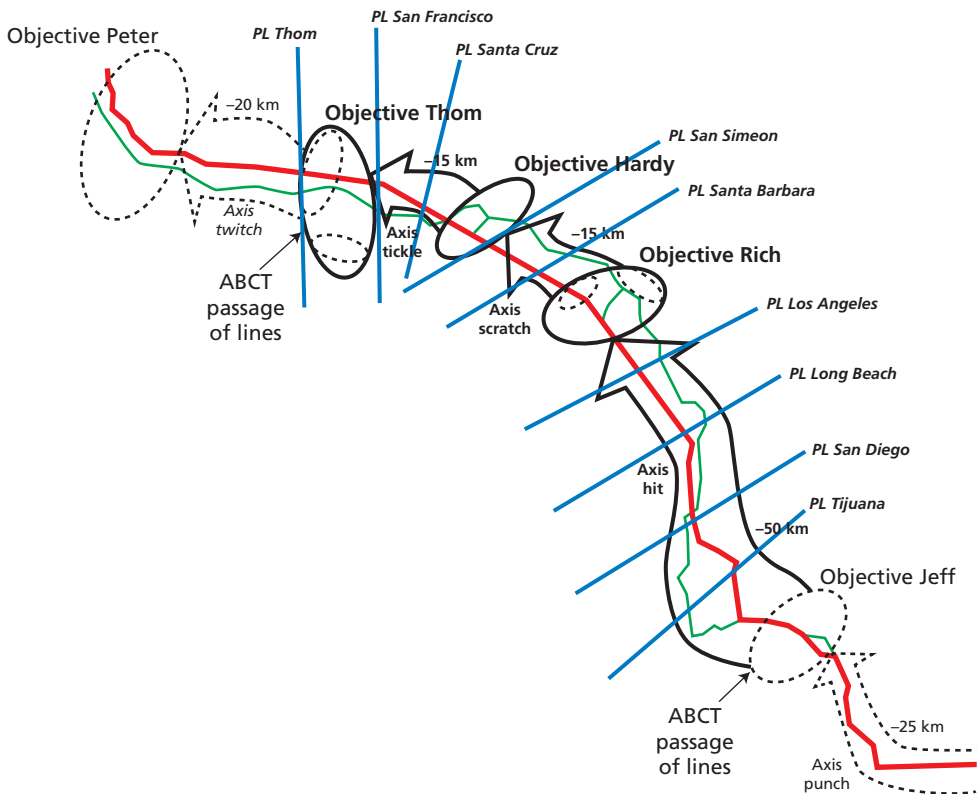 PL San Francisco
Objective Peter
PL Thom
PL Santa Cruz
–20 km
Objective Thom
PL San Simeon
–15 km
Objective Hardy
PL Santa Barbara
Axis
twitch
Axis
tickle
–15 km
Objective Rich
ABCT
passage
of lines
Axis
scratch
PL Los Angeles
PL Long Beach
PL San Diego
Axis
hit
PL Tijuana
–50 km
Objective Jeff
ABCT
passage
of lines
–25 km
Axis
punch